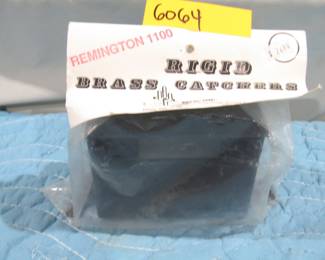 6064
REMINGTON 1100
RIGID
BRASS CATCHERS